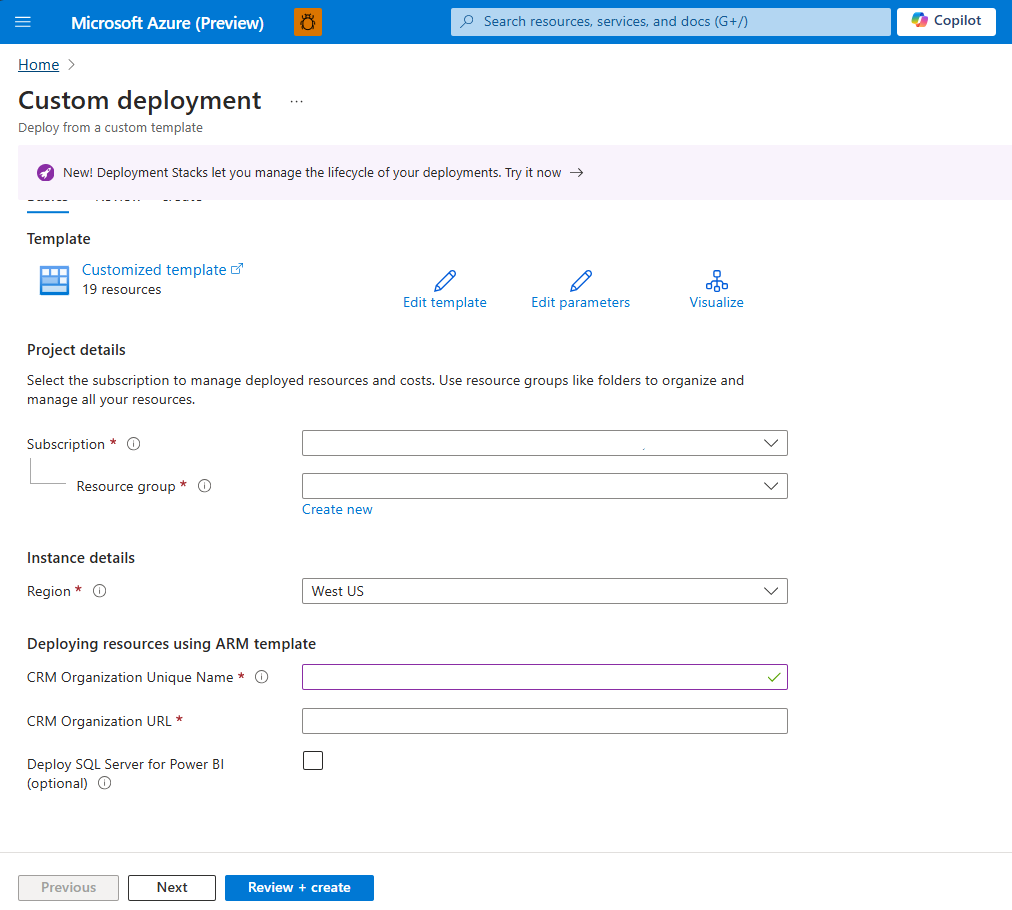 Microsoft Azure (Preview)
Search resources, services, and docs (G+/)
Copilot
Home
Custom deployment
...
Deploy from a custom template
New! Deployment Stacks let you manage the lifecycle of your deployments. Try it now →
Template
Customized template
19 resources
Edit template
Edit parameters
Visualize
Project details
Select the subscription to manage deployed resources and costs. Use resource groups like folders to organize and
manage all your resources.
Subscription *
Resource group *
Create new
Instance details
Region *
West US
Deploying resources using ARM template
CRM Organization Unique Name *
CRM Organization URL *
Deploy SQL Server for Power BI
(optional)
Previous
Next
Review + create